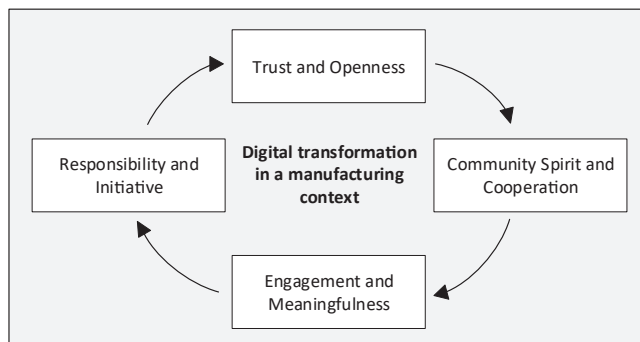 Trust and Openness
Responsibility and
Initiative
Digital transformation
in a manufacturing
context
Community Spirit and
Cooperation
Engagement and
Meaningfulness